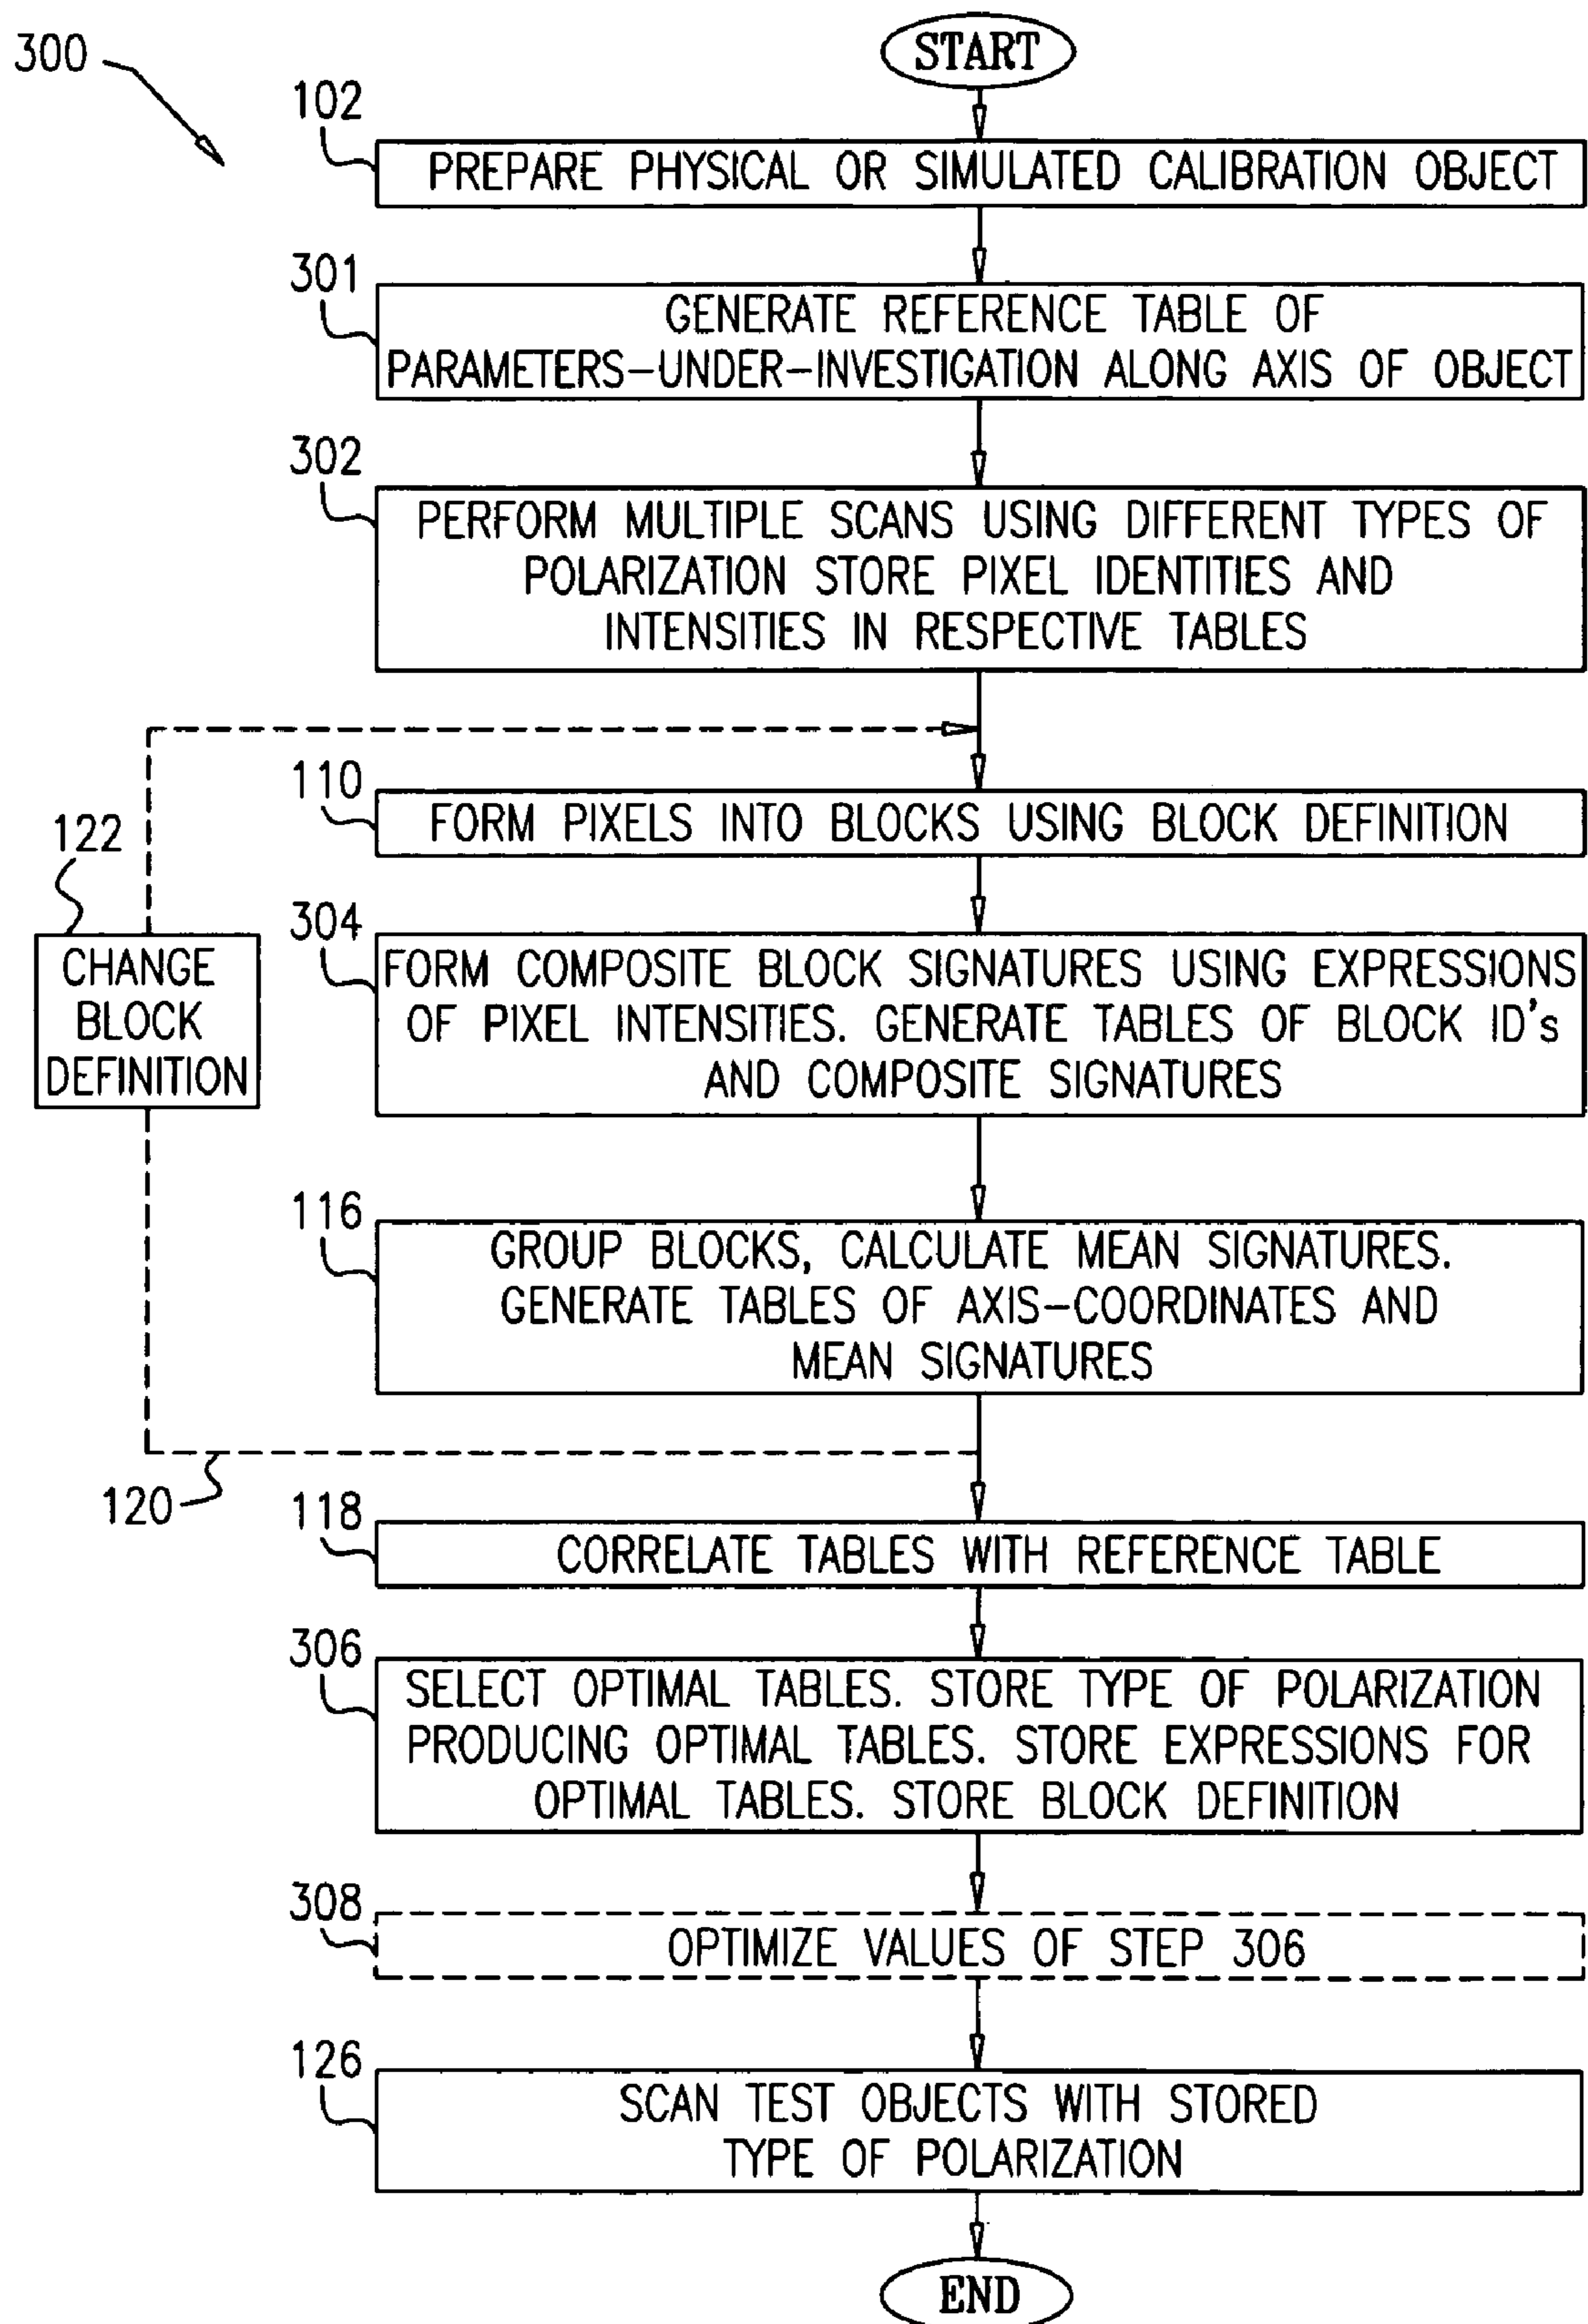 300
START
102
PREPARE PHYSICAL OR SIMULATED CALIBRATION OBJECT
301
GENERATE REFERENCE TABLE OF
PARAMETERS-UNDER-INVESTIGATION ALONG AXIS OF OBJECT
302
PERFORM MULTIPLE SCANS USING DIFFERENT TYPES OF
POLARIZATION STORE PIXEL IDENTITIES AND
INTENSITIES IN RESPECTIVE TABLES
110
FORM PIXELS INTO BLOCKS USING BLOCK DEFINITION
122
CHANGE
BLOCK
DEFINITION
304
FORM COMPOSITE BLOCK SIGNATURES USING EXPRESSIONS
OF PIXEL INTENSITIES. GENERATE TABLES OF BLOCK ID's
AND COMPOSITE SIGNATURES
116
GROUP BLOCKS, CALCULATE MEAN SIGNATURES.
GENERATE TABLES OF AXIS-COORDINATES AND
MEAN SIGNATURES
120
118
CORRELATE TABLES WITH REFERENCE TABLE
306
SELECT OPTIMAL TABLES. STORE TYPE OF POLARIZATION
PRODUCING OPTIMAL TABLES. STORE EXPRESSIONS FOR
OPTIMAL TABLES. STORE BLOCK DEFINITION
308
OPTIMIZE VALUES OF STEP 306
126
SCAN TEST OBJECTS WITH STORED
TYPE OF POLARIZATION
END